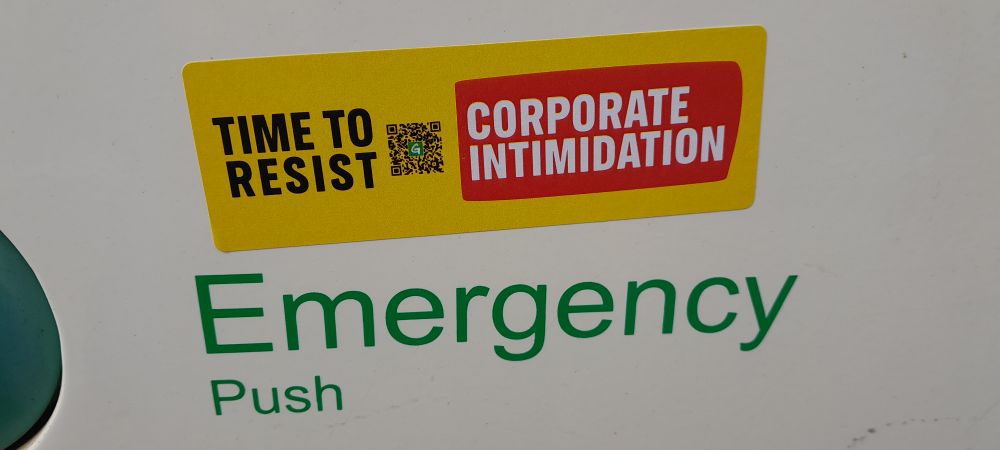 TIME TO
RESIST
G
CORPORATE
INTIMIDATION
Emergency
Push